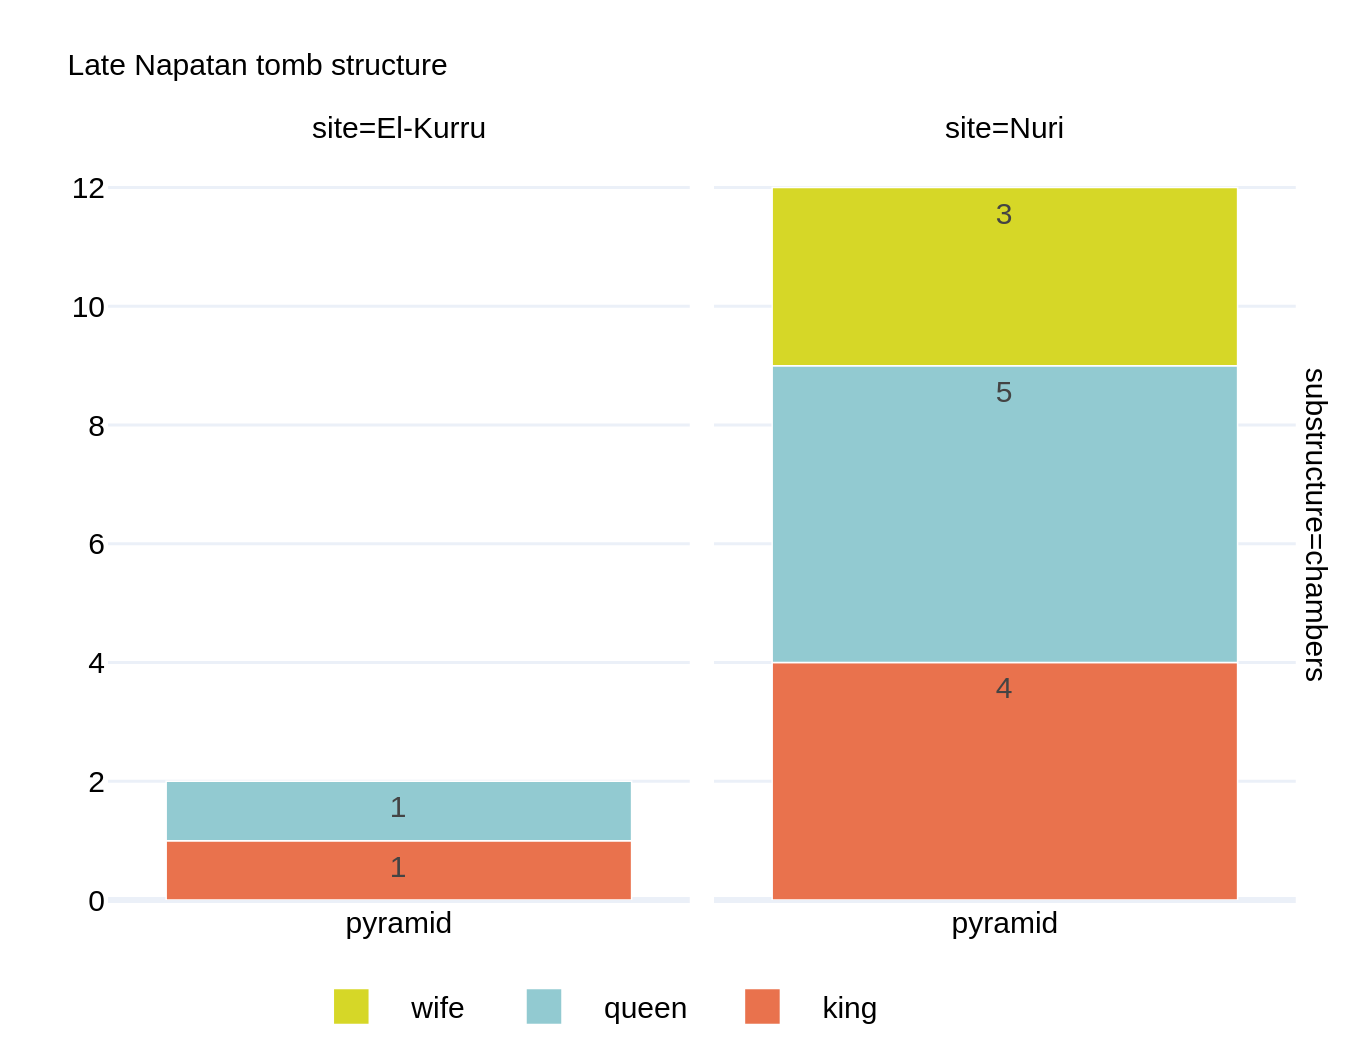 Late Napatan tomb structure
site=El-Kurru
site=Nuri
12
10
8
6
4
2
0
1
1
3
5
4
substructure=chambers
pyramid
pyramid
wife
queen
king